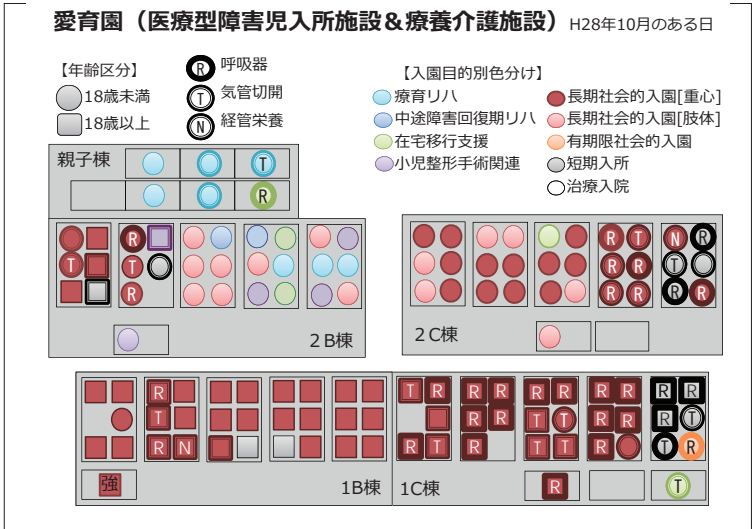 愛育園（医療型障害児入所施設＆療養介護施設） H28年10月のある日
【年齢区分】
18歳未満
18歳以上
R 呼吸器
T 気管切開
N 経管栄養
【入園目的別色分け】
療育リハ
中途障害回復期リハ
在宅移行支援
小児整形手術関連
長期社会的入園[重心]
長期社会的入園[肢体]
有期限社会的入園
短期入所
治療入院
親子棟
T
R
R
T T
R
2Ｂ棟
R T N R
R R T
R R R R
2Ｃ棟
R
T
R N
強
1B棟
T R R R R R R R R
R R R T R R R T
R T R T T T R T R
T
1C棟
R T